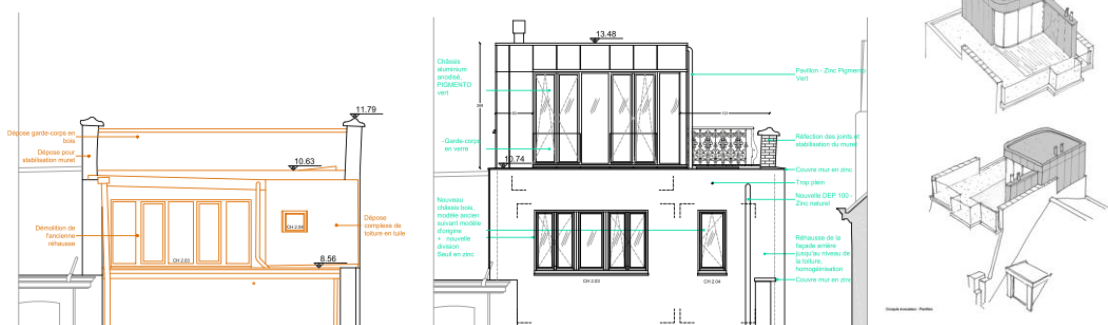 11.79
Dépose garde-corps en
bois
Dépose pour
stabilisation muret
10.63
Démolition de
l'ancienne
réhausse
CH 2.03
CH 2.04
Dépose
complexe de
toiture en tuile
8.56
13.48
Châssis
aluminium
anodisé,
PIGMENTO
vert
Pavillon - Zinc Pigmento
Vert
-Garde-corps
en verre
10.74
Réfection des joints et
stabilisation du muret
Couvre mur en zinc
Trop plein
Nouvelle DEP 100 -
Zinc naturel
Nouveau
châssis bois,
modèle ancien
suivant modèle
d'origine
+ nouvelle
division
Seuil en zinc
Réhausse de la
façade arrière
jusqu'au niveau de
la toiture,
homogénéisation
Couvre mur en zinc
CH 2.03
CH 2.04
Pavillon